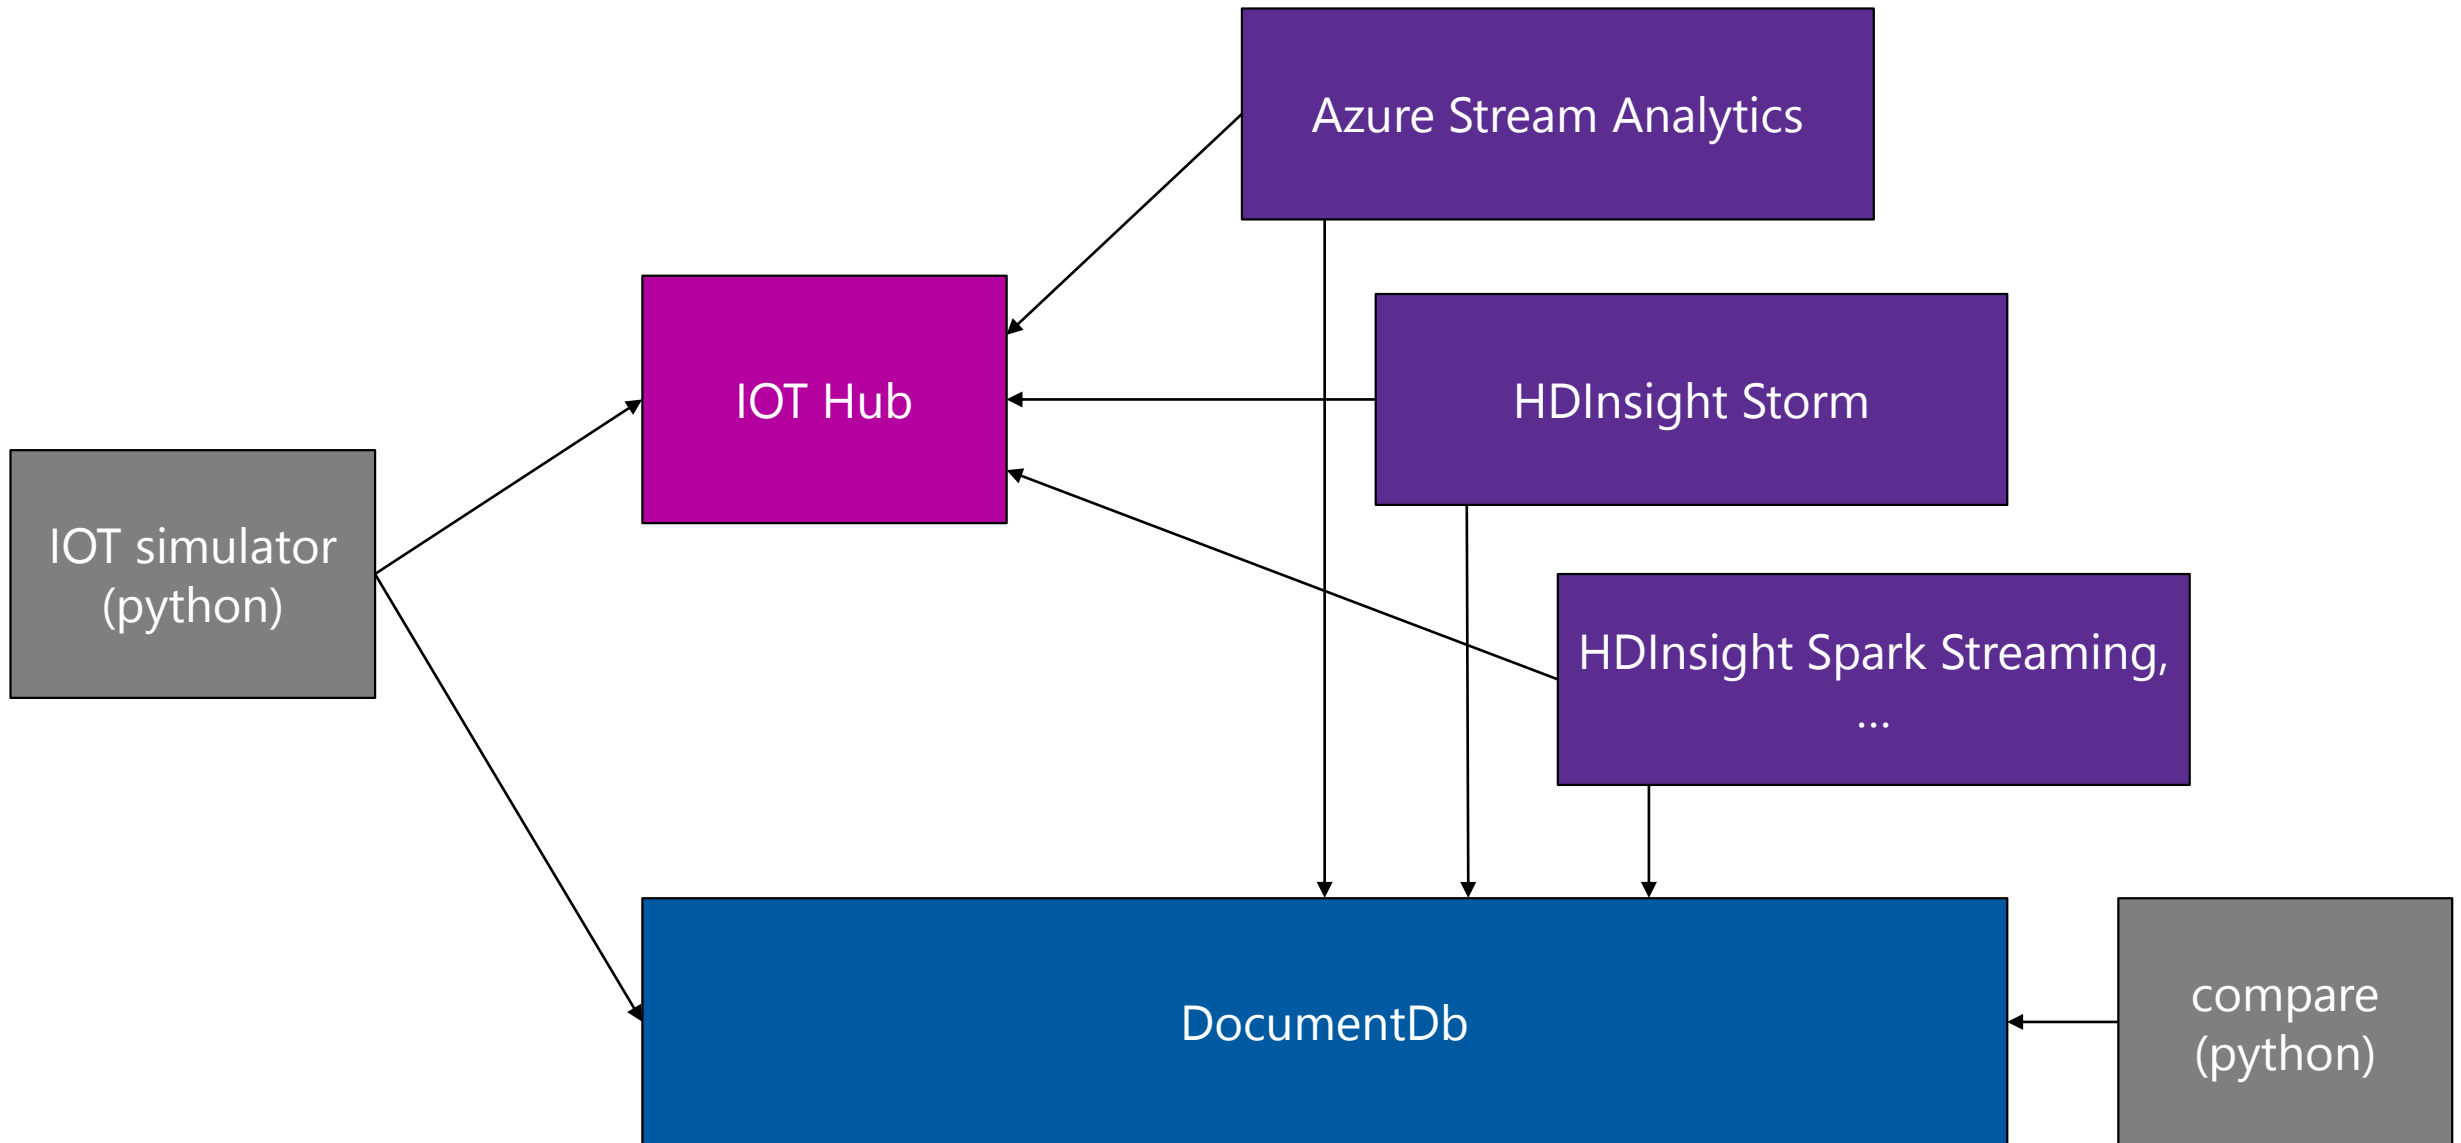 Azure Stream Analytics
IOT Hub
HDInsight Storm
IOT simulator
(python)
HDInsight Spark Streaming,
...
DocumentDb
compare
(python)